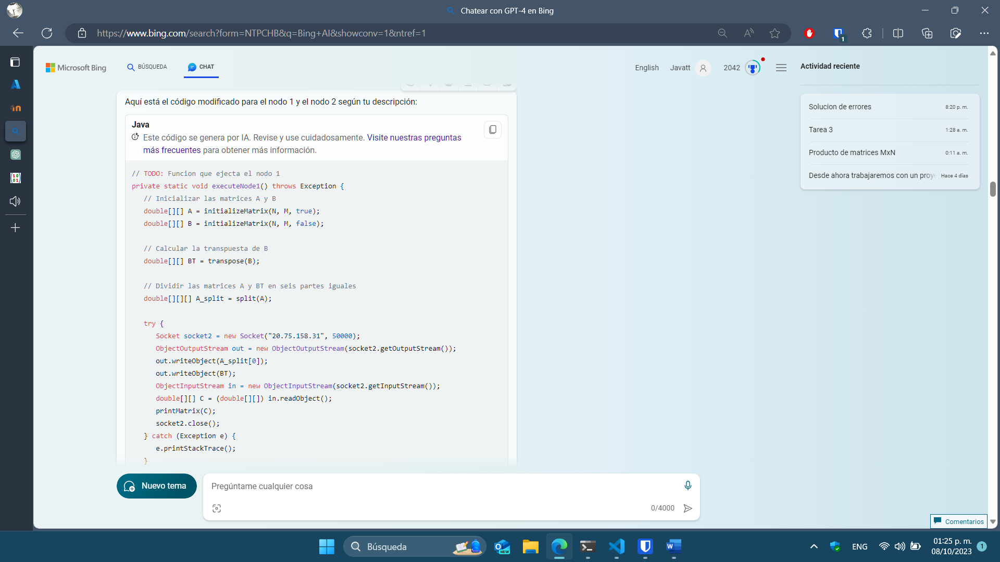 Chatear con GPT-4 en Bing
https://www.bing.com/search?form=NTPCHB&q=Bing+AI&showconv=1&ntref=1
1
Microsoft Bing
BÚSQUEDA
CHAT
English
Javatt
2042
Actividad reciente
Solucion de errores 8:20 p. m.
Tarea 3 1:28 a. m.
Producto de matrices MxN 0:11 a. m.
Desde ahora trabajaremos con un proye Hace 4 días
Aquí está el código modificado para el nodo 1 y el nodo 2 según tu descripción:
Java
Este código se genera por IA. Revise y use cuidadosamente. Visite nuestras preguntas
más frecuentes para obtener más información.
// TODO: Funcion que ejecta el nodo 1
private static void executeNode1() throws Exception {
// Inicializar las matrices A y B
double[][] A = initializeMatrix(N, M, true);
double[][] B = initializeMatrix(N, M, false);
// Calcular la transpuesta de B
double[][] BT = transpose(B);
// Dividir las matrices A y BT en seis partes iguales
double[][][] A_split = split(A);
try {
Socket socket2 = new Socket("20.75.158.31", 50000);
ObjectOutputStream out = new ObjectOutputStream(socket2.getOutputStream());
out.writeObject(A_split[0]);
out.writeObject(BT);
ObjectInputStream in = new ObjectInputStream(socket2.getInputStream());
double[][] C = (double[][]) in.readObject();
printMatrix(C);
socket2.close();
} catch (Exception e) {
e.printStackTrace();
}
Nuevo tema
Pregúntame cualquier cosa
0/4000
Comentarios
Búsqueda
NEW
ENG
01:25 p. m.
08/10/2023
1